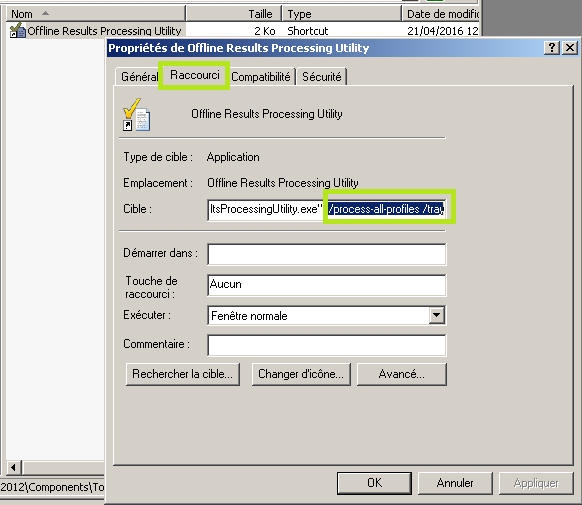 Nom Taille Type Date de modific
Offline Results Processing Utility 2 Ko Shortcut 21/04/2016 12
Propriétés de Offline Results Processing Utility
Général Raccourci Compatibilité Sécurité
Offline Results Processing Utility
Type de cible : Application
Emplacement : Offline Results Processing Utility
Cible : ltsProcessingUtility.exe" /process-all-profiles /tray
Démarrer dans :
Touche de
raccourci : Aucun
Exécuter : Fenêtre normale
Commentaire :
Rechercher la cible... Changer d'icône... Avancé...
2012\Components\To
OK Annuler Appliquer